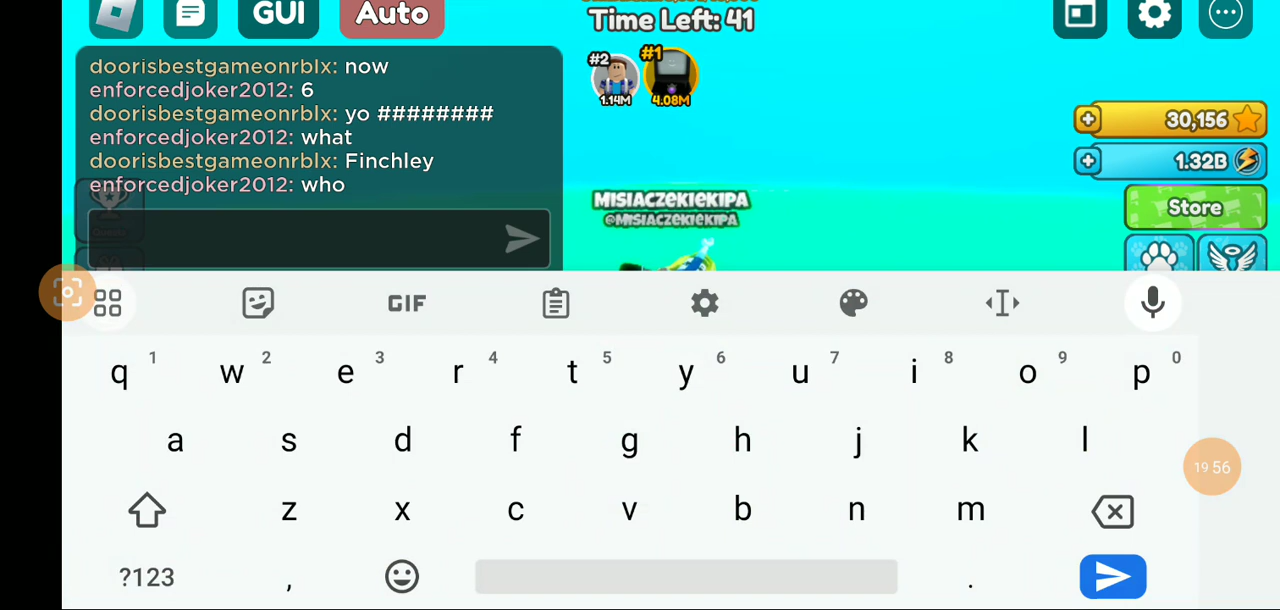 GUI
Auto
Time Left: 41
doorisbestgameonrblx: now
enforcedjoker2012: 6
doorisbestgameonrblx: yo ########
enforcedjoker2012: what
doorisbestgameonrblx: Finchley
enforcedjoker2012: who
#2
#1
1.14M
4.08M
30,156
1.32B
Store
MISIACZEKIEKIPA
@MISIACZEKIEKIPA
GIF
q 1 w 2 e 3 r 4 t 5 y 6 u 7 i 8 o 9 p 0
a s d f g h j k l
19 56
z x c v b n m
?123 , .